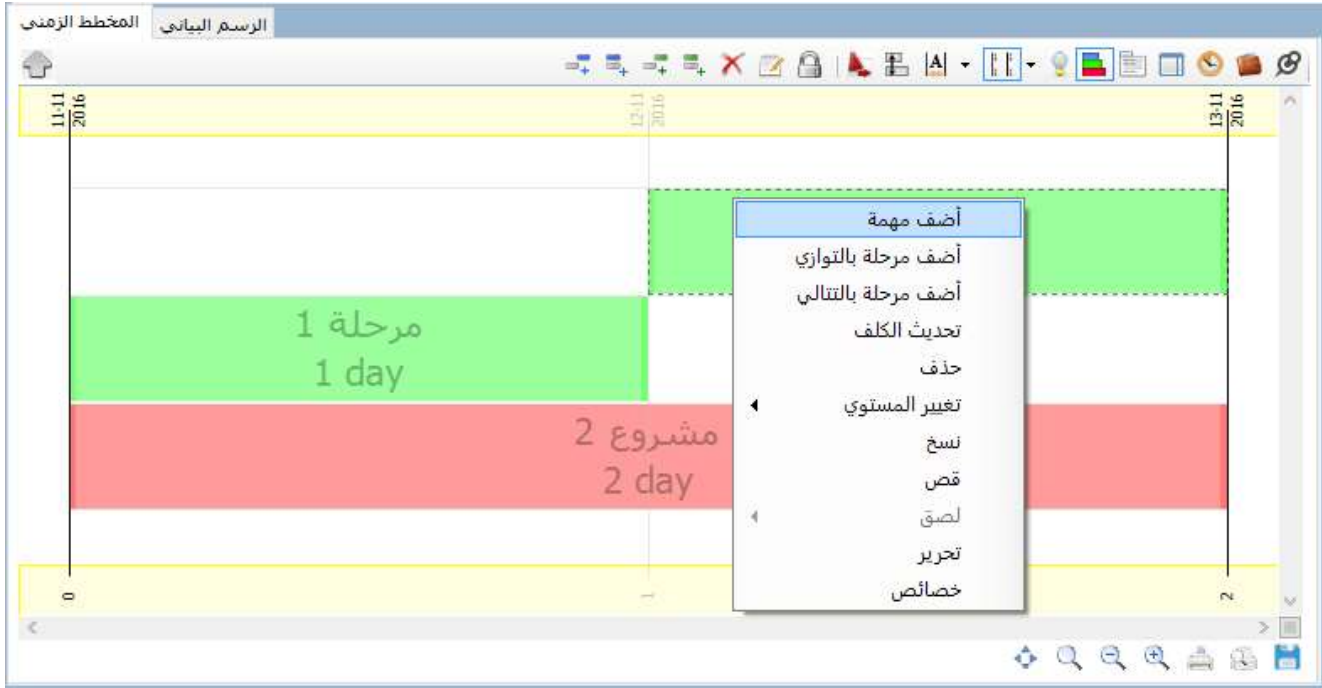 الرسم البياني
المخطط الزمني
11-11
2016
12-11
2016
13-11
2016
أضف مهمة
أضف مرحلة بالتوازي
أضف مرحلة بالتتالي
تحديث الكلف
حذف
تغيير المستوي
نسخ
قص
لصق
تحرير
خصائص
مرحلة 1
1 day
مشروع 2
2 day
0
1
2